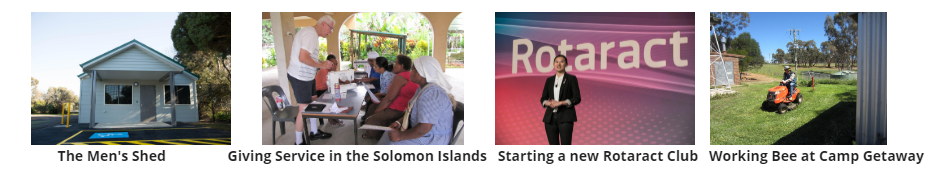 Rotaract
The Men's Shed
Giving Service in the Solomon Islands
Starting a new Rotaract Club
Working Bee at Camp Getaway